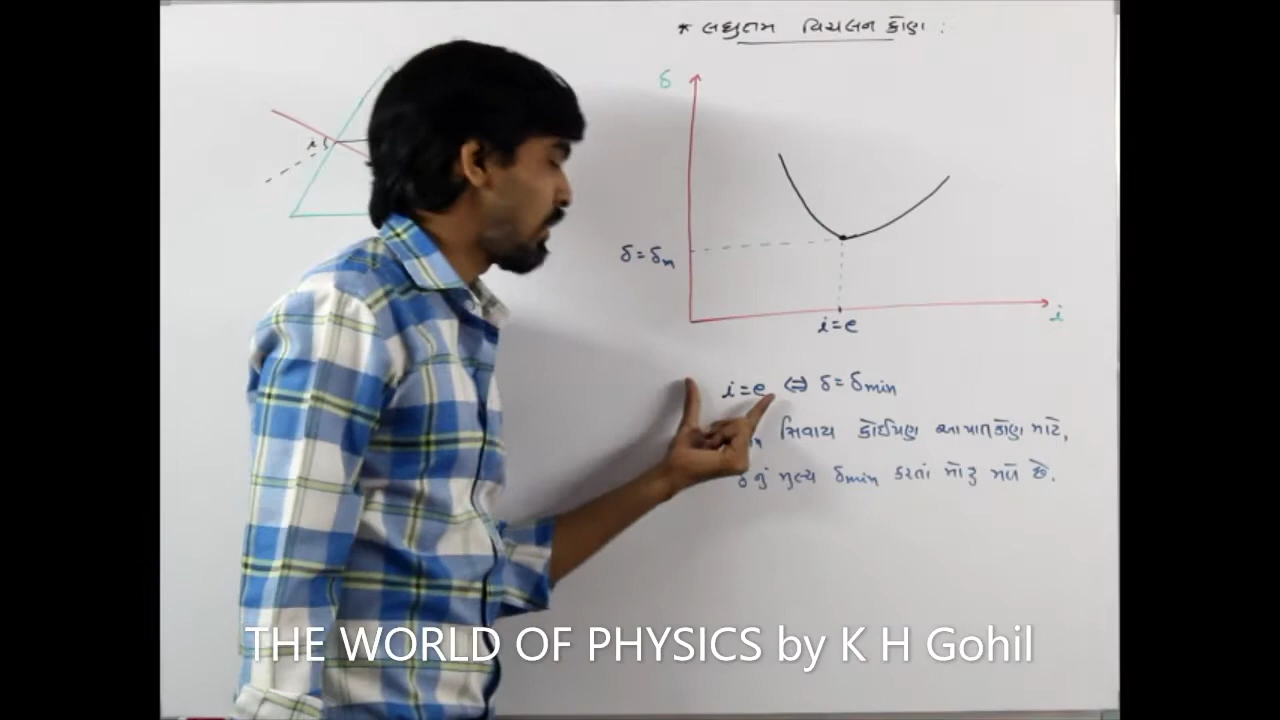 * લઘુતમ વિચલન કોણ :
δ
i
δ = δm
i = e
i
i = e ⇔ δ = δmin
સિવાય કોઈપણ આપાતકોણ માટે,
δ નું મુલ્ય δmin કરતાં મોટુ મળે છે.
THE WORLD OF PHYSICS by K H Gohil